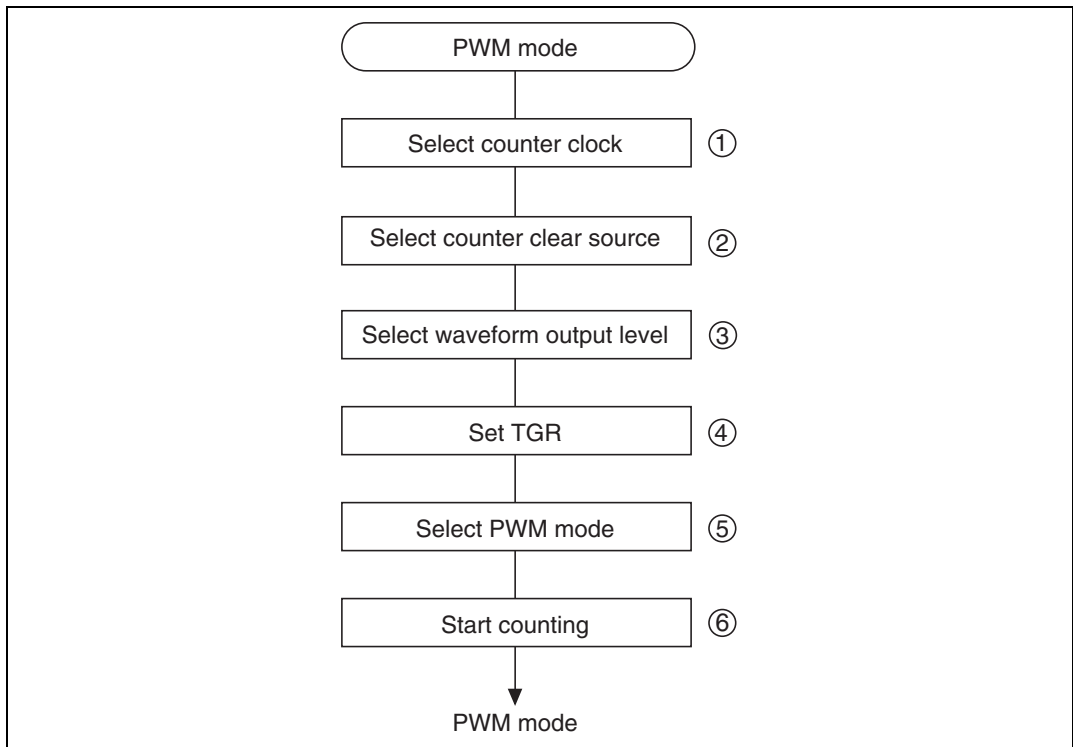 PWM mode
Select counter clock ①
Select counter clear source ②
Select waveform output level ③
Set TGR ④
Select PWM mode ⑤
Start counting ⑥
PWM mode